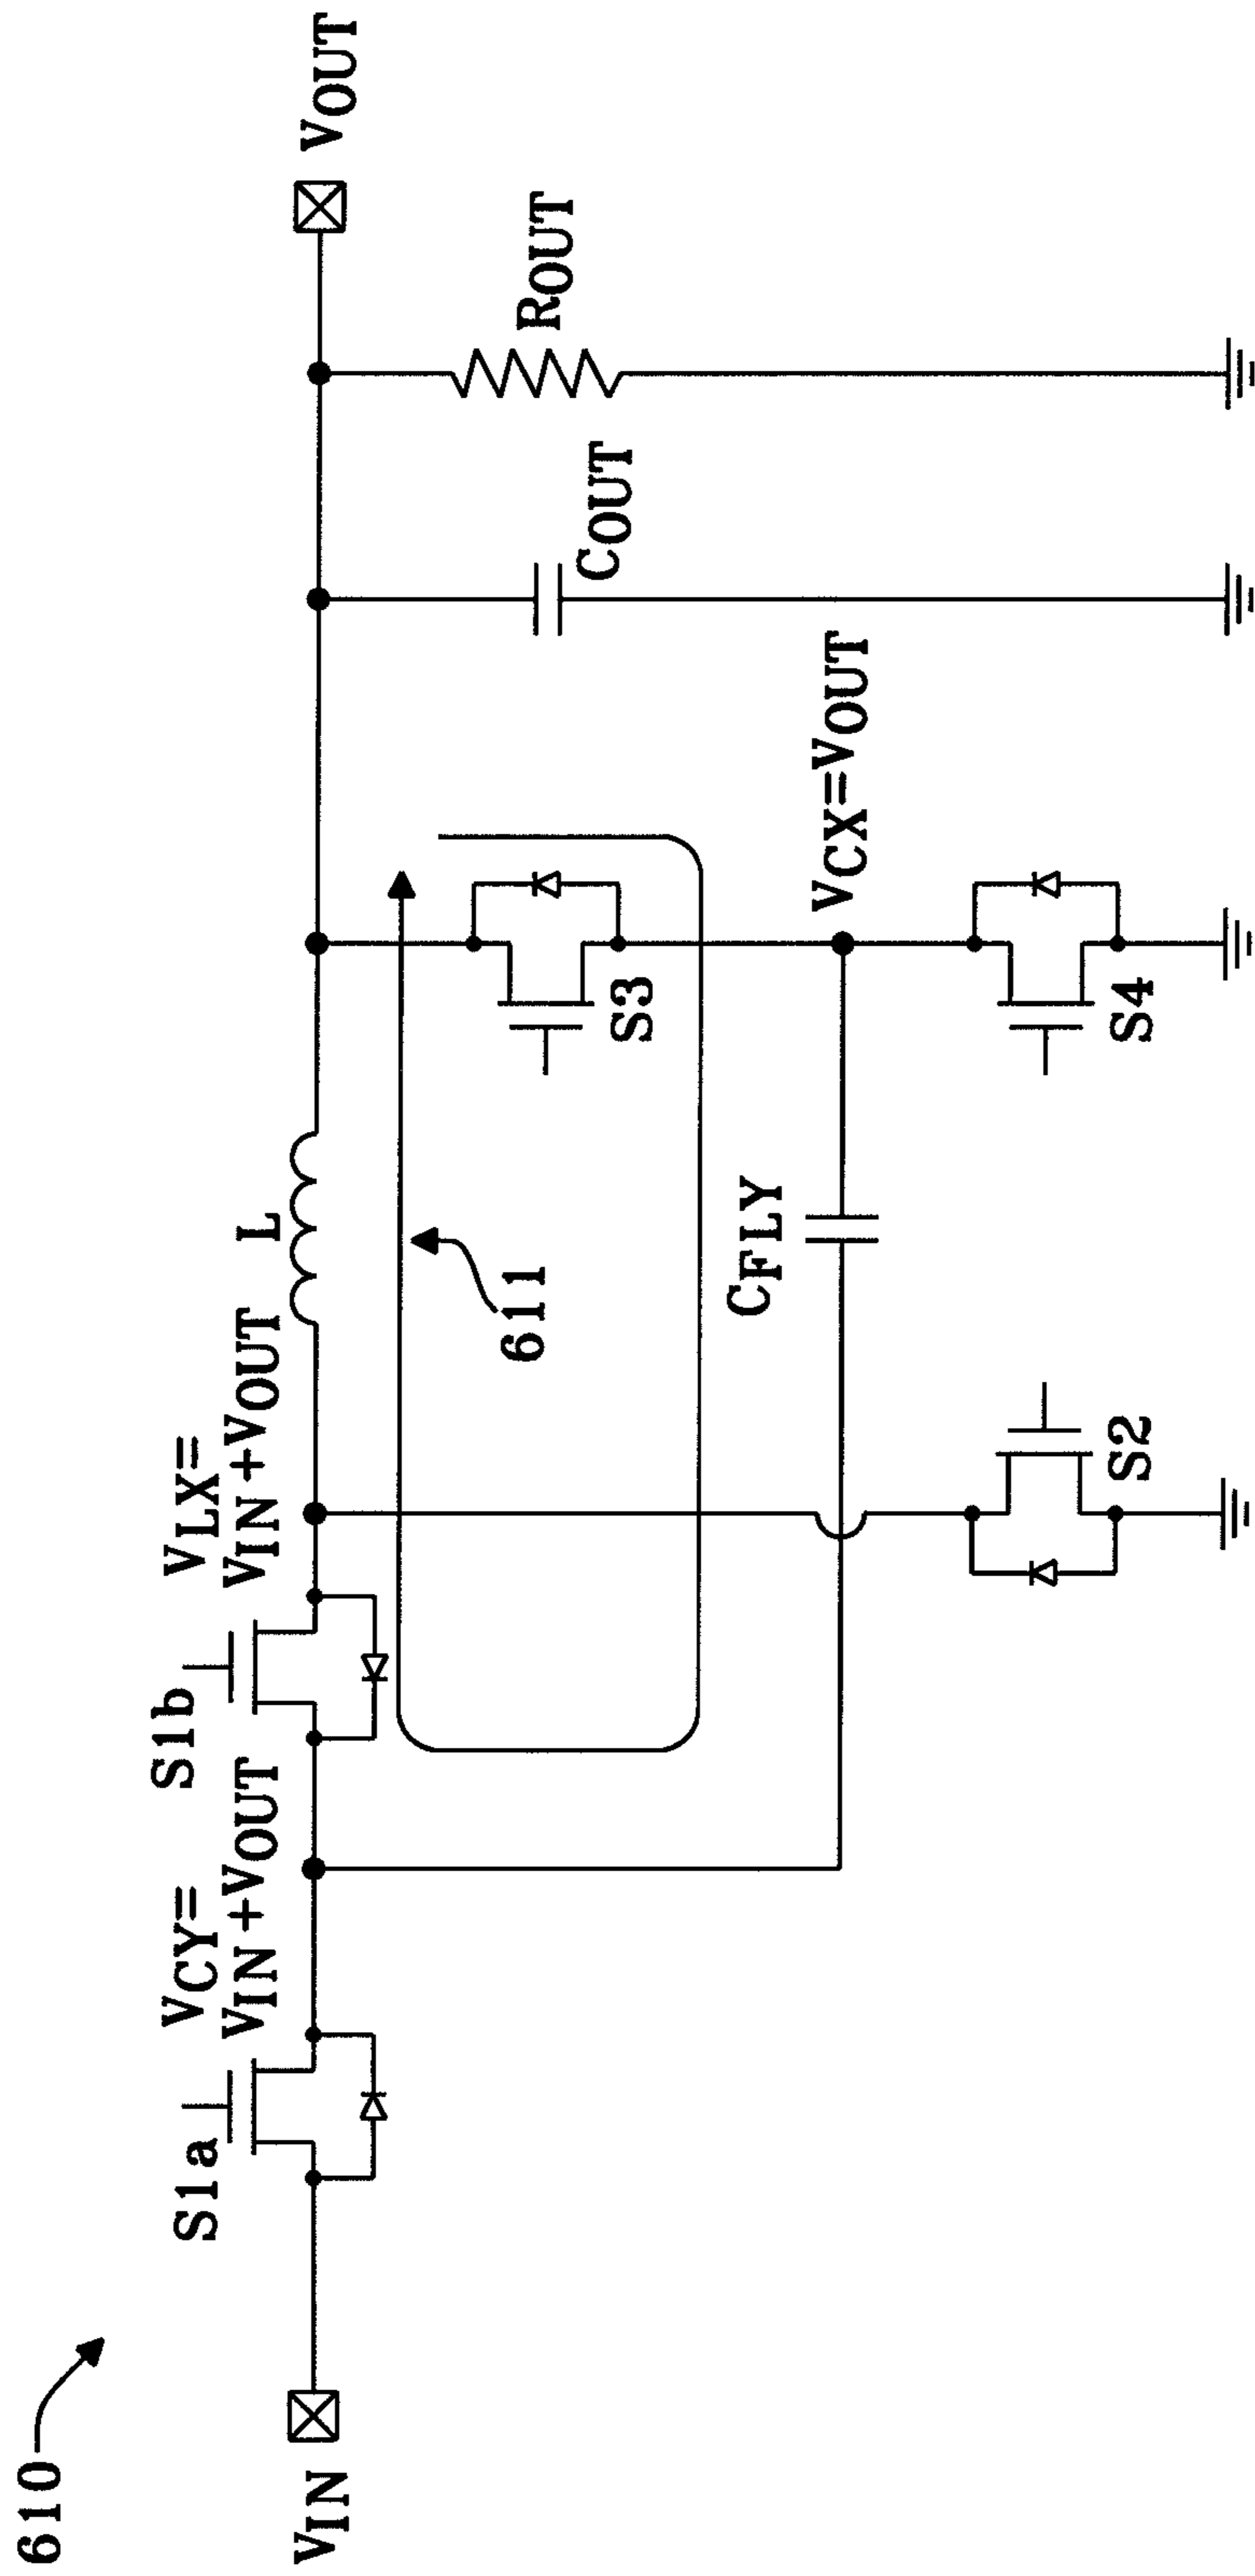 610
S1a
VCY=
VIN+VOUT
S1b
VLX=
VIN+VOUT
L
VIN
VOUT
611
S3
ROUT
COUT
CFLY
VCX=VOUT
S2
S4